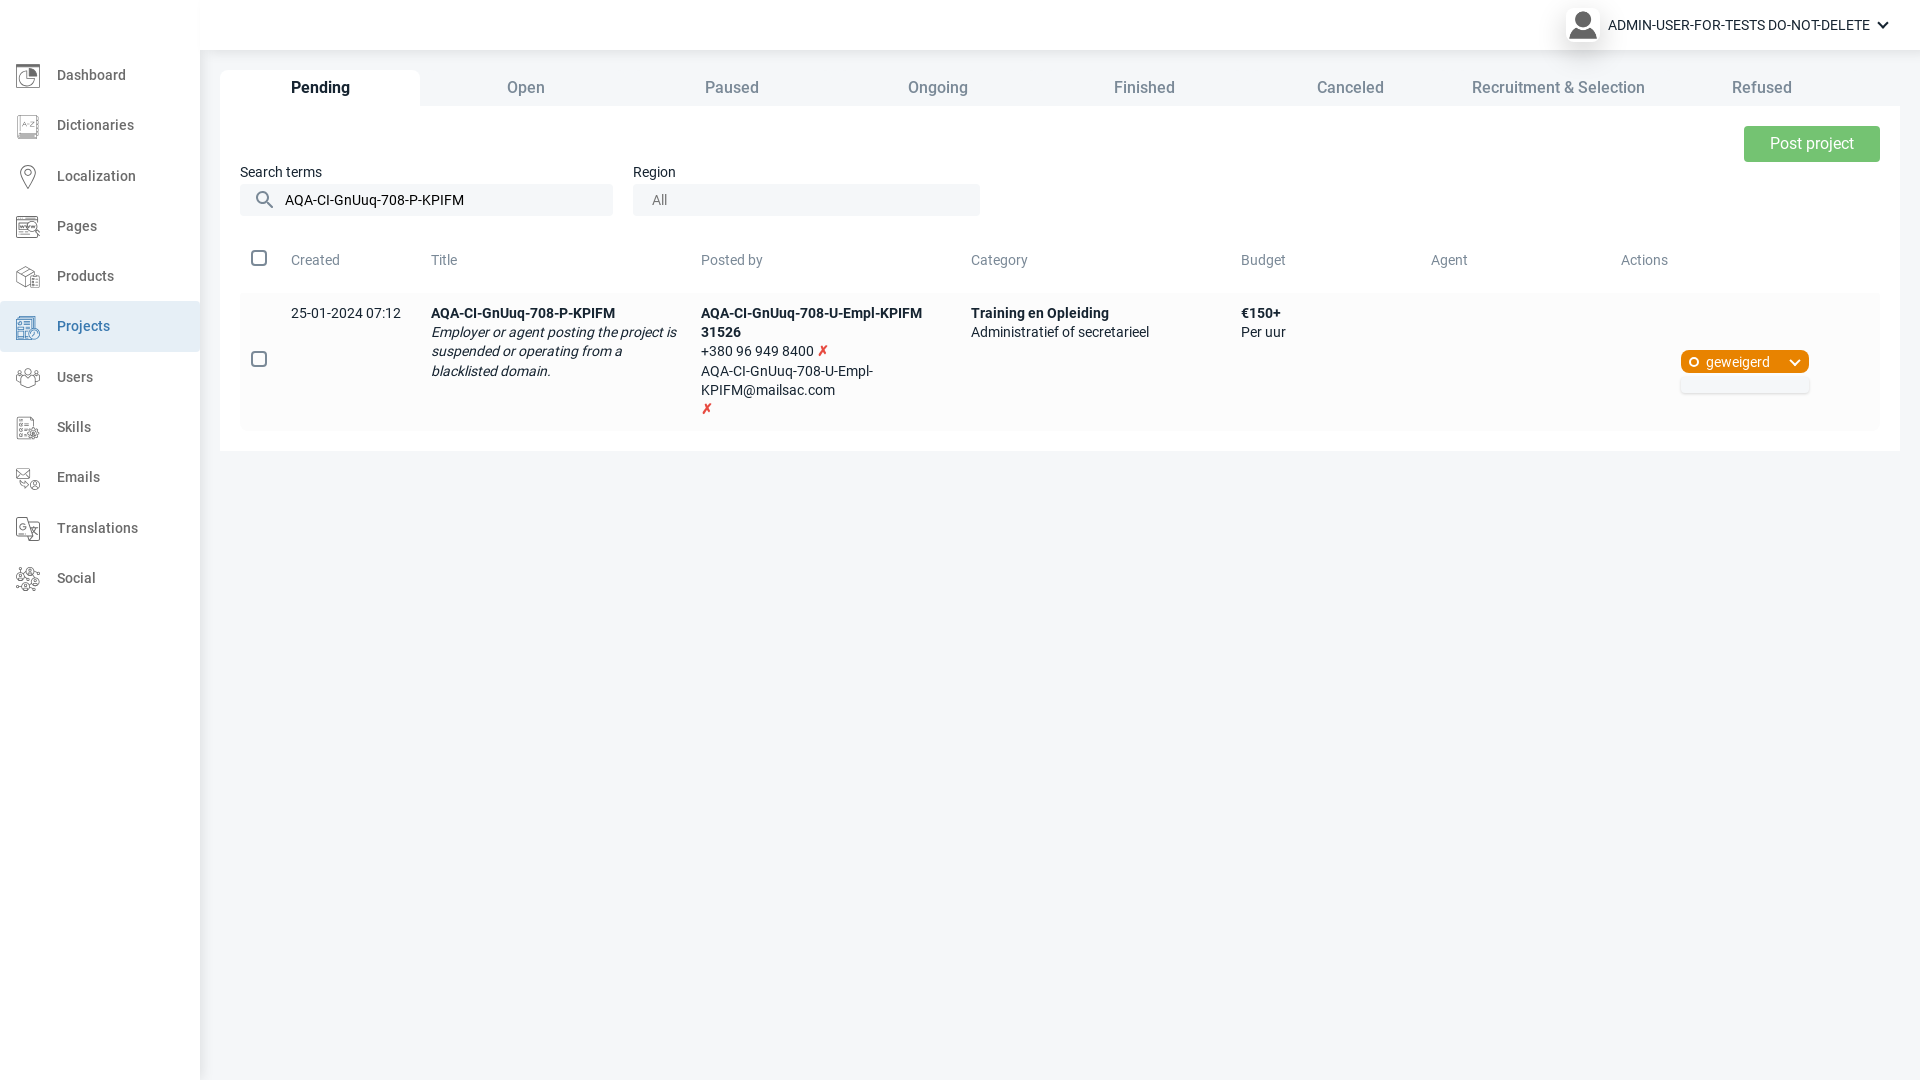 ADMIN-USER-FOR-TESTS DO-NOT-DELETE
Dashboard
Dictionaries
Localization
Pages
Products
Projects
Users
Skills
Emails
Translations
Social
Pending Open Paused Ongoing Finished Canceled Recruitment & Selection Refused
Post project
Search terms Region
AQA-CI-GnUuq-708-P-KPIFM All
Created Title Posted by Category Budget Agent Actions
25-01-2024 07:12
AQA-CI-GnUuq-708-P-KPIFM
Employer or agent posting the project is
suspended or operating from a
blacklisted domain.
AQA-CI-GnUuq-708-U-Empl-KPIFM
31526
+380 96 949 8400 ✗
AQA-CI-GnUuq-708-U-Empl-
KPIFM@mailsac.com
✗
Training en Opleiding
Administratief of secretarieel
€150+
Per uur
geweigerd